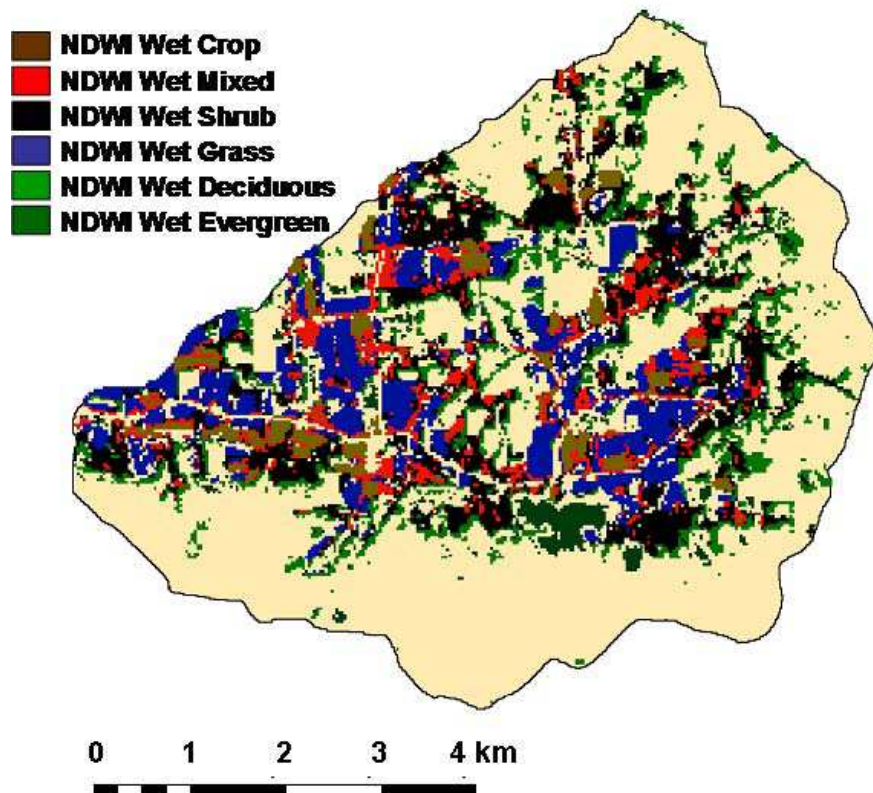 NDWI Wet Crop
NDWI Wet Mixed
NDWI Wet Shrub
NDWI Wet Grass
NDWI Wet Deciduous
NDWI Wet Evergreen
0 1 2 3 4 km